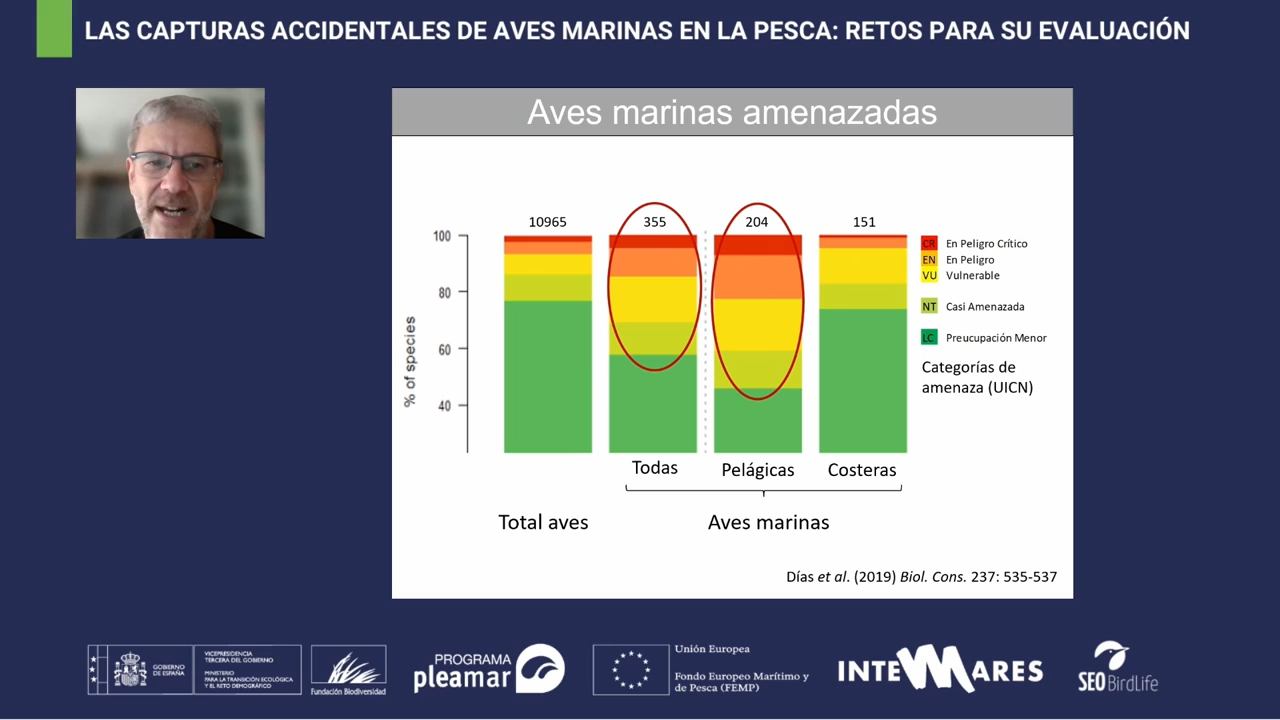 LAS CAPTURAS ACCIDENTALES DE AVES MARINAS EN LA PESCA: RETOS PARA SU EVALUACIÓN
Aves marinas amenazadas
10965
355
204
151
100
80
60
40
% of species
CR En Peligro Crítico
EN En Peligro
VU Vulnerable
NT Casi Amenazada
LC Preucupación Menor
Categorías de
amenaza (UICN)
Todas
Pelágicas
Costeras
Total aves
Aves marinas
Días et al. (2019) Biol. Cons. 237: 535-537
GOBIERNO
DE ESPAÑA
VICEPRESIDENCIA
TERCERA DEL GOBIERNO
MINISTERIO
PARA LA TRANSICIÓN ECOLÓGICA
Y EL RETO DEMOGRÁFICO
Fundación Biodiversidad
PROGRAMA
pleamar
Unión Europea
Fondo Europeo Marítimo y
de Pesca (FEMP)
INTEMARES
SEO BirdLife